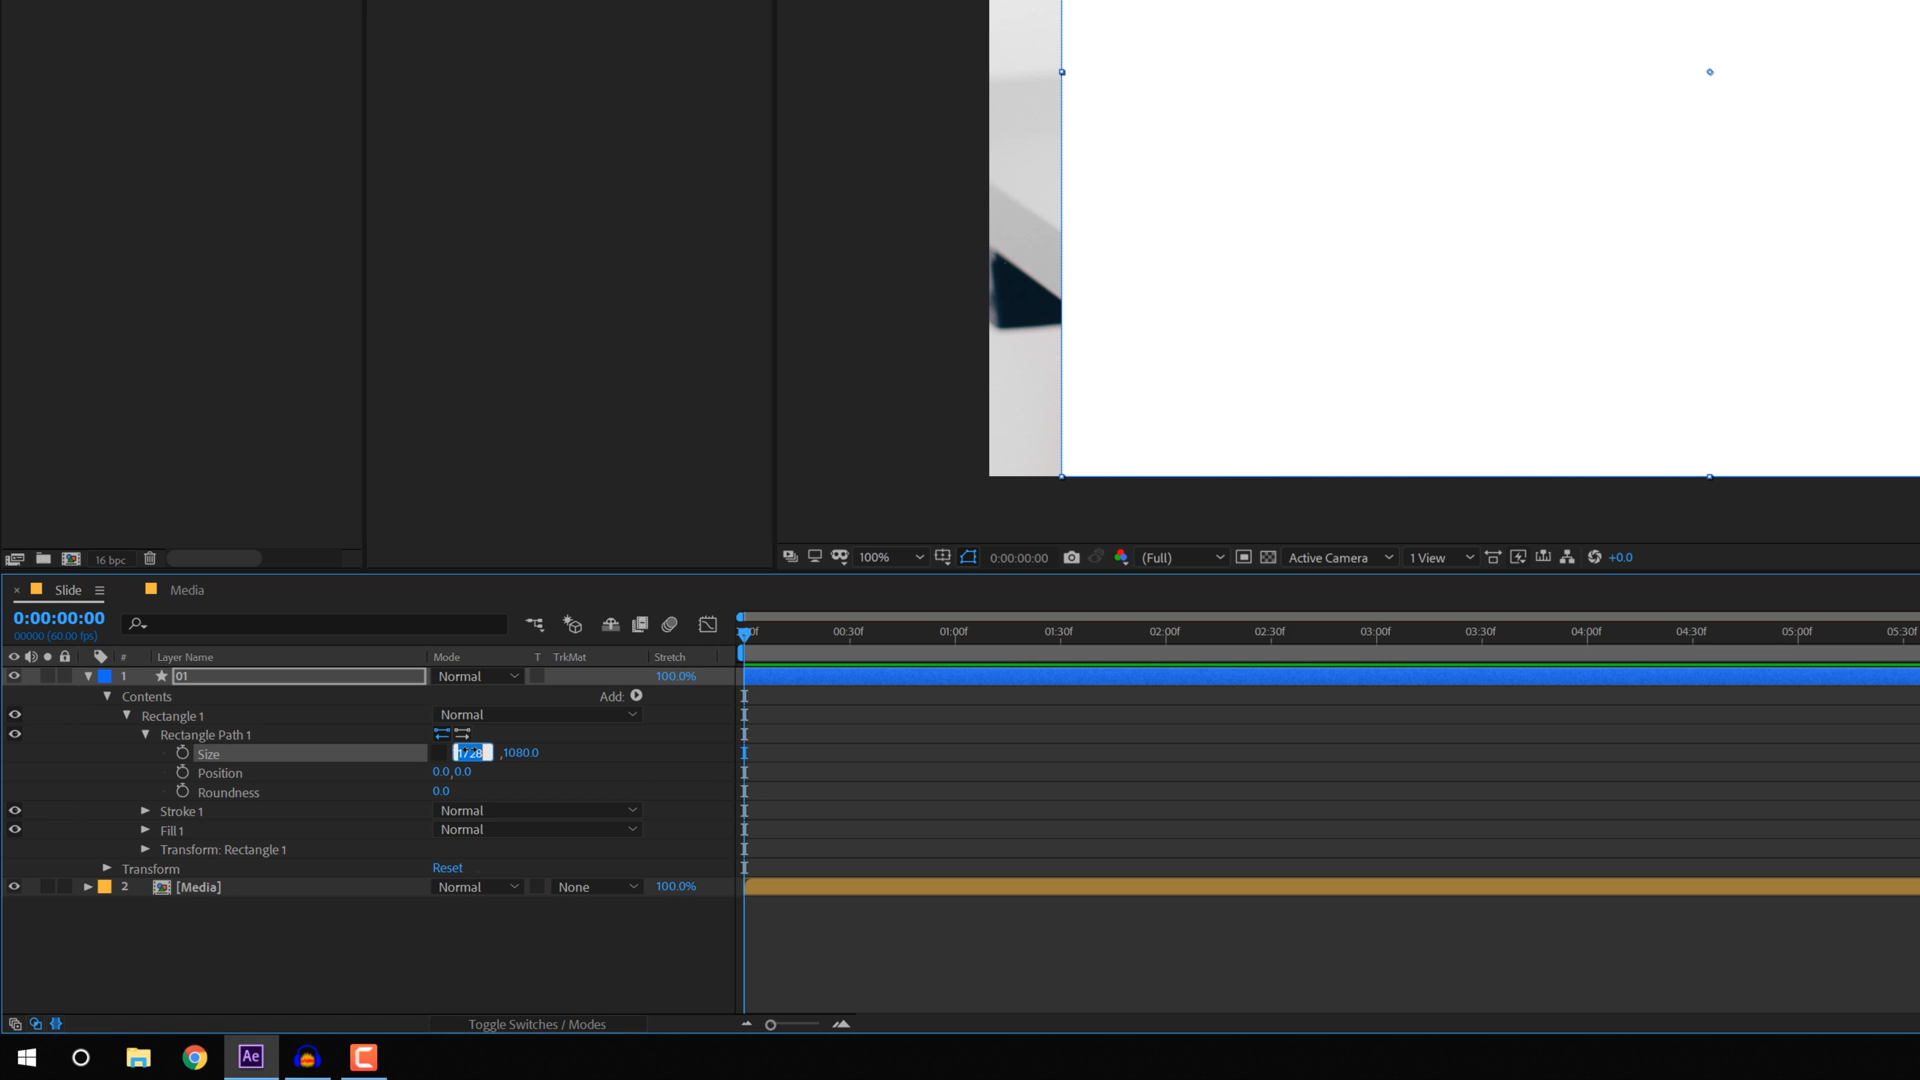 16 bpc
100%
0:00:00:00
(Full)
Active Camera
1 View
+0.0
Slide
Media
0:00:00:00
00000 (60.00 fps)
:00f
00:30f
01:00f
01:30f
02:00f
02:30f
03:00f
03:30f
04:00f
04:30f
05:00f
05:30f
#
Layer Name
Mode
T
TrkMat
Stretch
1
01
Normal
100.0%
Contents
Add:
Rectangle 1
Normal
Rectangle Path 1
Size
1728
,1080.0
Position
0.0,0.0
Roundness
0.0
Stroke 1
Normal
Fill 1
Normal
Transform: Rectangle 1
Transform
Reset
2
[Media]
Normal
None
100.0%
Toggle Switches / Modes
Ae